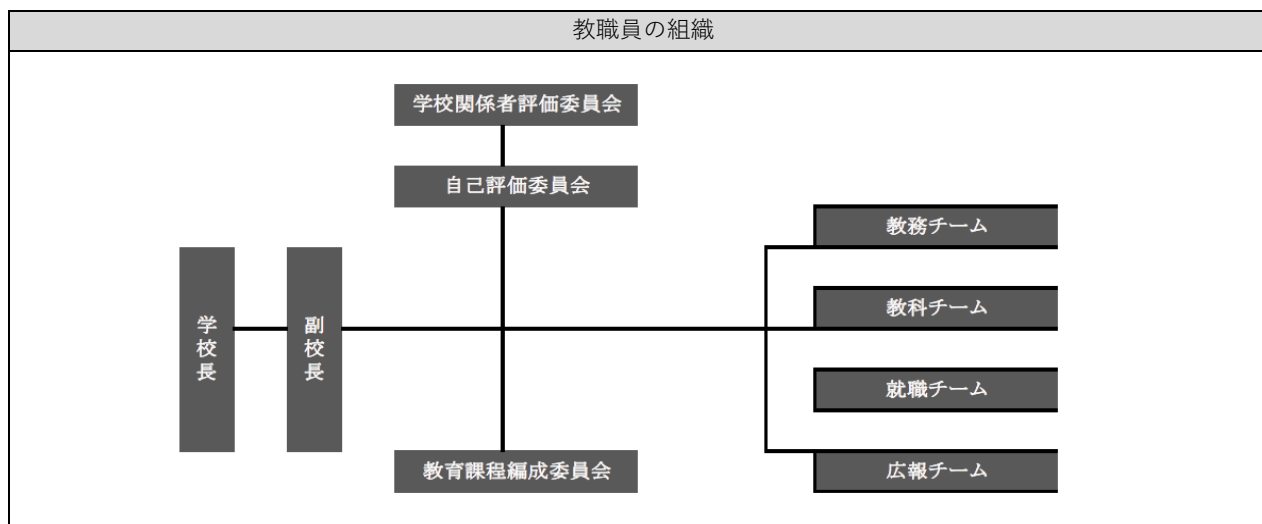 教職員の組織
学校関係者評価委員会
自己評価委員会
学校長
副校長
教務チーム
教科チーム
就職チーム
広報チーム
教育課程編成委員会